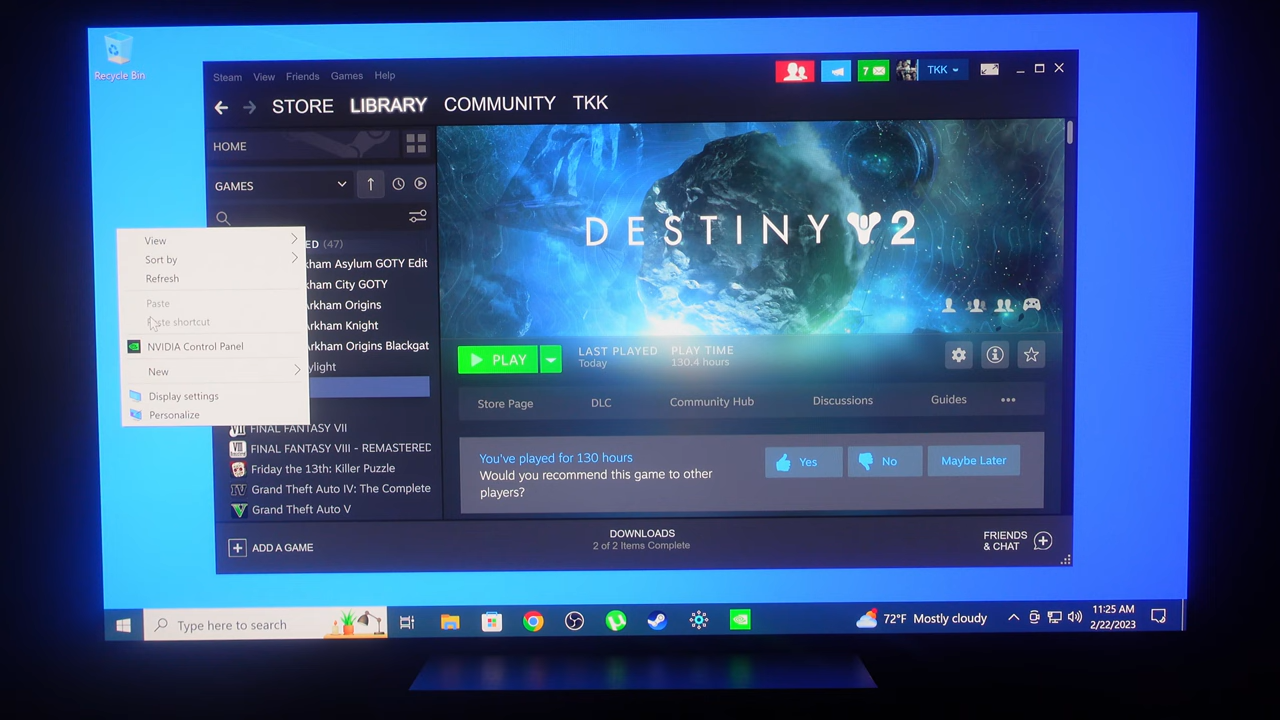 Recycle Bin
Steam View Friends Games Help
7
TKK
STORE LIBRARY COMMUNITY TKK
HOME
GAMES
DESTINY 2
View
Sort by
Refresh
Paste
NVIDIA Control Panel
New
Display settings
Personalize
ED (47)
rkham Asylum GOTY Edit
rkham City GOTY
rkham Origins
rkham Knight
rkham Origins Blackgat
ylight
FINAL FANTASY VII
FINAL FANTASY VIII - REMASTERED
Friday the 13th: Killer Puzzle
Grand Theft Auto IV: The Complete
Grand Theft Auto V
PLAY
LAST PLAYED
Today
PLAY TIME
130.4 hours
Store Page DLC Community Hub Discussions Guides
You've played for 130 hours
Would you recommend this game to other
players?
Yes No Maybe Later
ADD A GAME
DOWNLOADS
2 of 2 Items Complete
FRIENDS
& CHAT
Type here to search
72°F Mostly cloudy
11:25 AM
2/22/2023